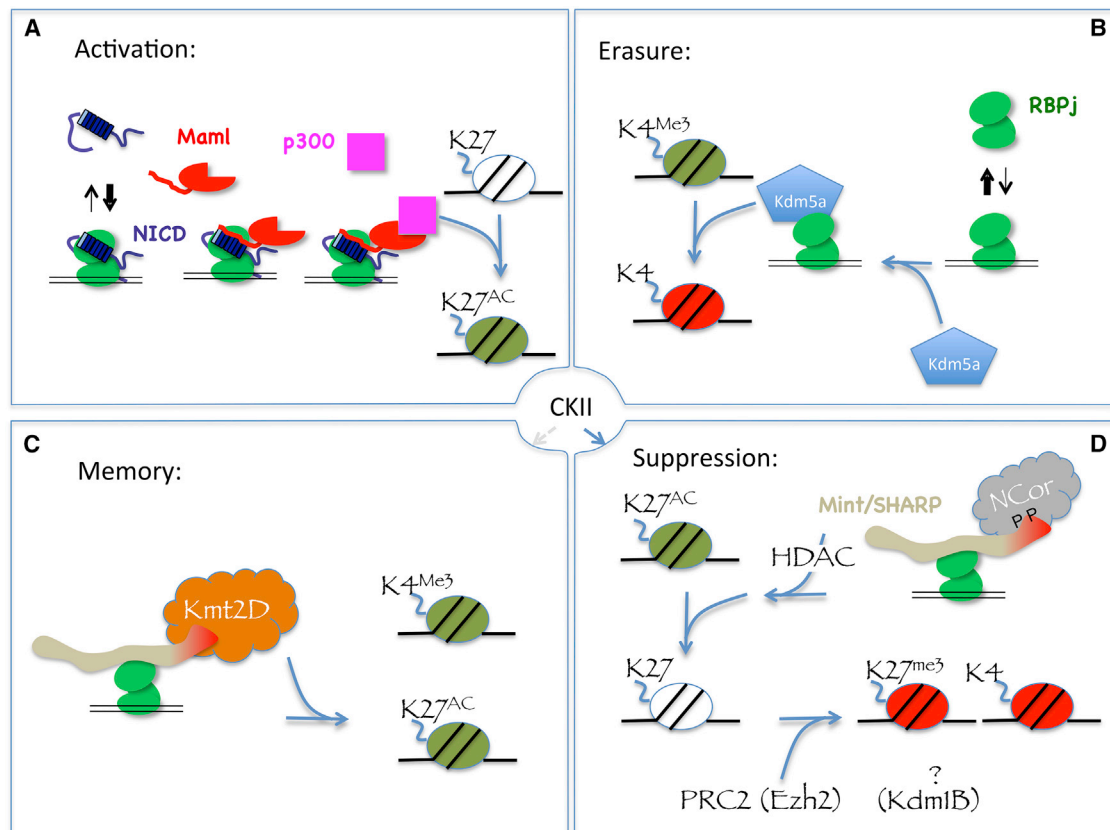 A
Activation:
Maml
p300
K27
NICD
K27AC
B
Erasure:
K4Me3
RBPj
Kdm5a
K4
Kdm5a
CKII
C
Memory:
Kmt2D
K4Me3
K27AC
D
Suppression:
K27AC
Mint/SHARP
NCor
P P
HDAC
K27
K27me3
K4
PRC2 (Ezh2)
?
(Kdm1B)